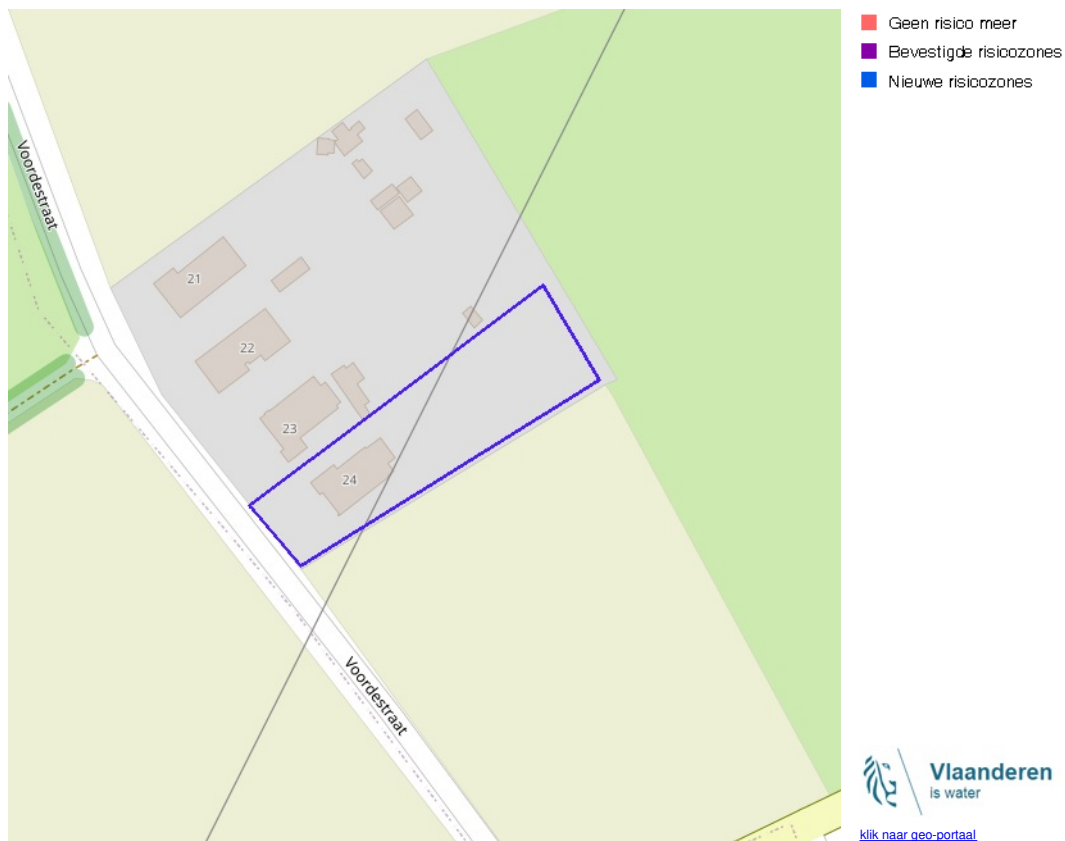 Geen risico meer
Bevestigde risicozones
Nieuwe risicozones
Voordestraat
21
22
23
24
Voordestraat
Vlaanderen
is water
klik naar geo-portaal